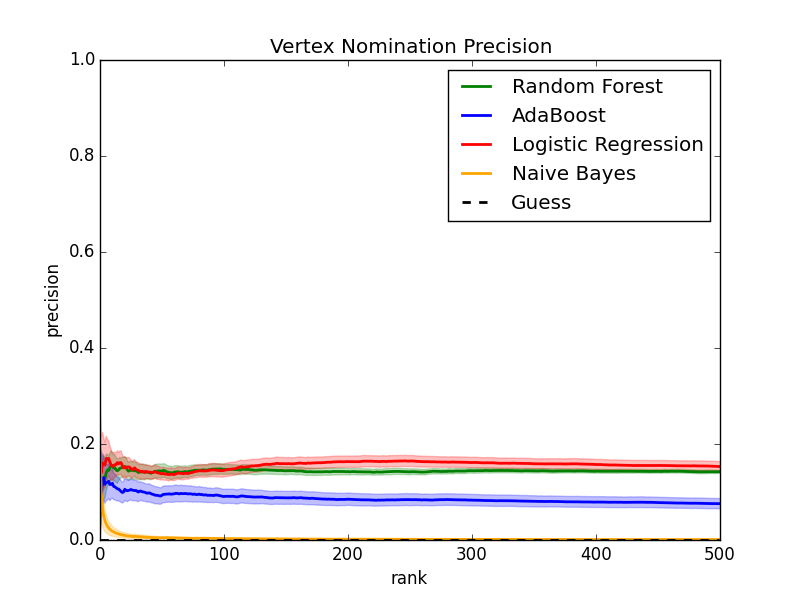 Vertex Nomination Precision
1.0
0.8
0.6
0.4
0.2
0.0
precision
Random Forest
AdaBoost
Logistic Regression
Naive Bayes
Guess
0 100 200 300 400 500
rank